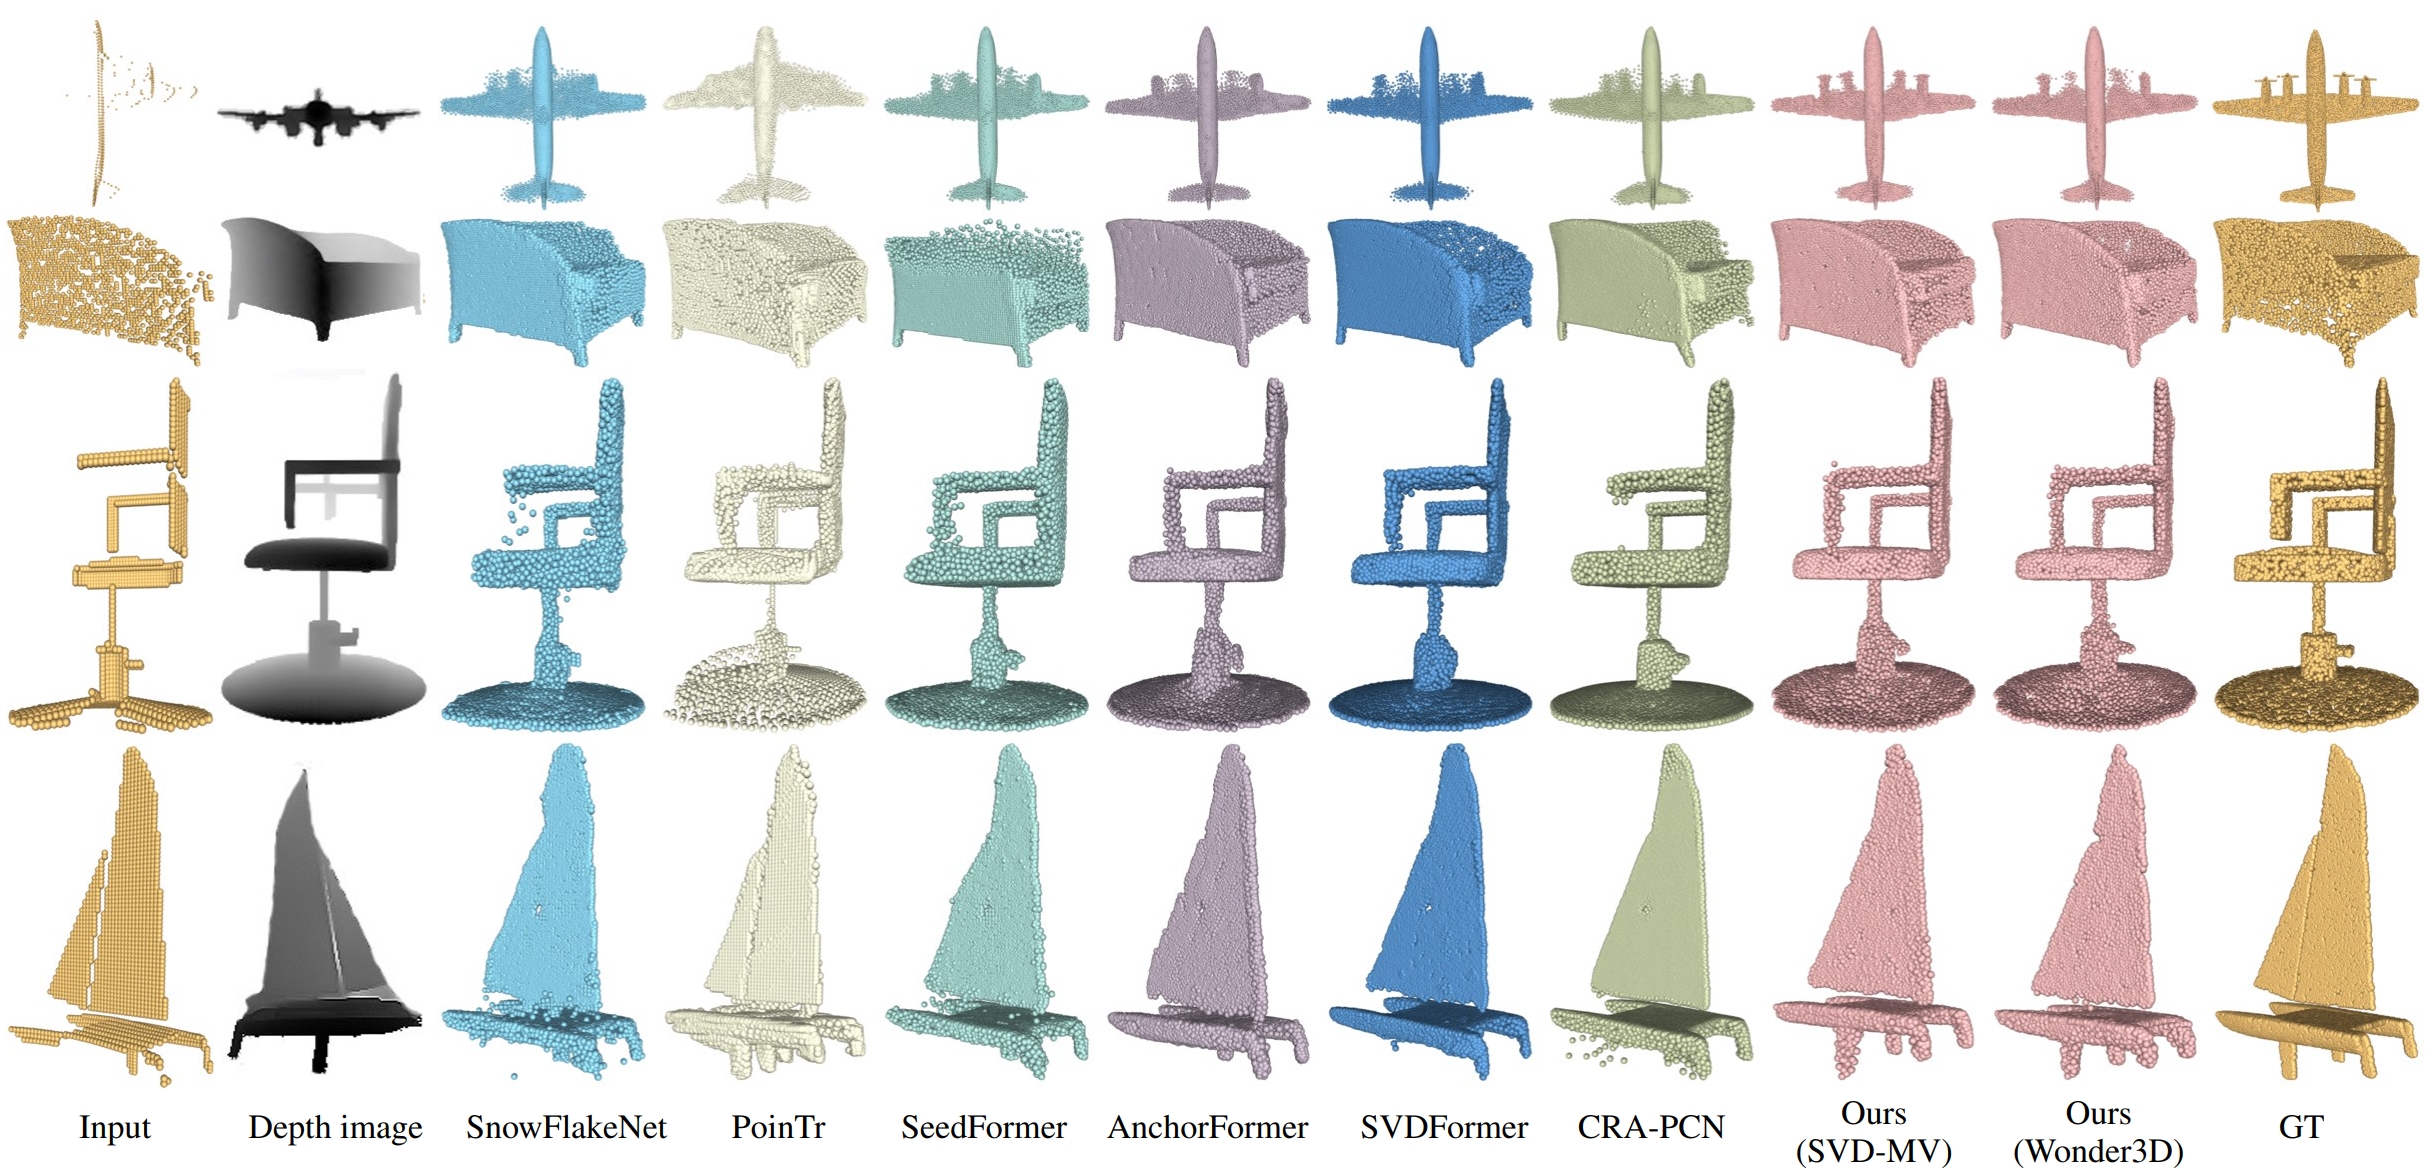 Input
Depth image
SnowFlakeNet
PoinTr
SeedFormer
AnchorFormer
SVDFormer
CRA-PCN
Ours
(SVD-MV)
Ours
(Wonder3D)
GT